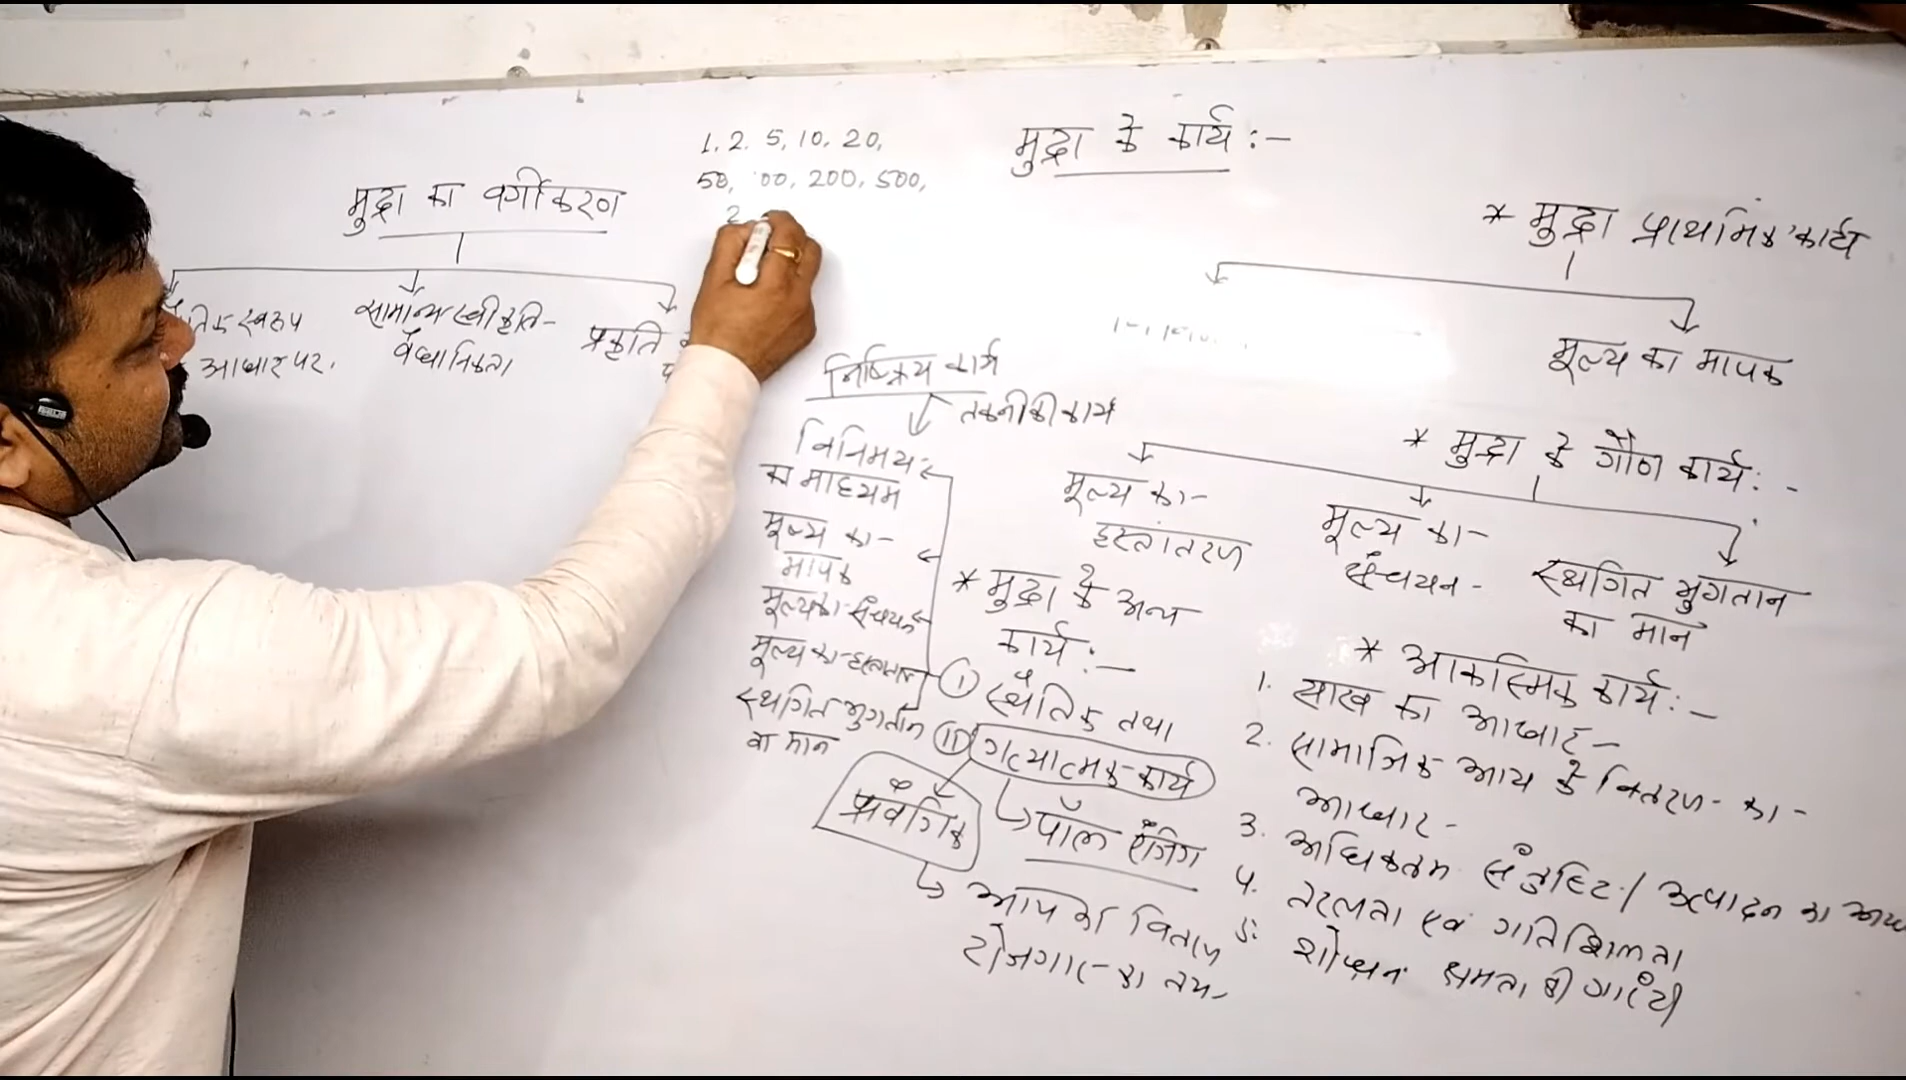 मुद्रा का वर्गीकरण
आधार पर.
सामान्य स्वीकृति-
वैधानिकता
प्रकृति
1. 2. 5, 10, 20,
50, 00, 200, 500,
2
मुद्रा के कार्य :-
* मुद्रा प्राथमिक कार्य
मूल्य का मापक
निष्क्रिय कार्य
तकनीकी कार्य
विनिमय
का माध्यम
मूल्य का-
मापक
मूल्य का संचयन
मूल्य का हस्तांतरण
स्थगित भुगतान
का मान
* मुद्रा के गौण कार्य :-
मूल्य का-
हस्तांतरण
मूल्य का-
संचयन-
स्थगित भुगतान
का मान
* मुद्रा के अन्य
कार्य :-
(i) स्थैतिक तथा
(ii) गत्यात्मक-कार्य
प्रावैगिक
पॉल एंजिग
आय का वितरण
रोजगार का
* आकस्मिक कार्य :-
1. साख का आधार-
2. सामाजिक आय के वितरण का-
आधार-
3. अधिकतम संतुष्टि / उत्पादन का
4. तरलता एवं गतिशिलता
5: शोधन क्षमता की गारंटी